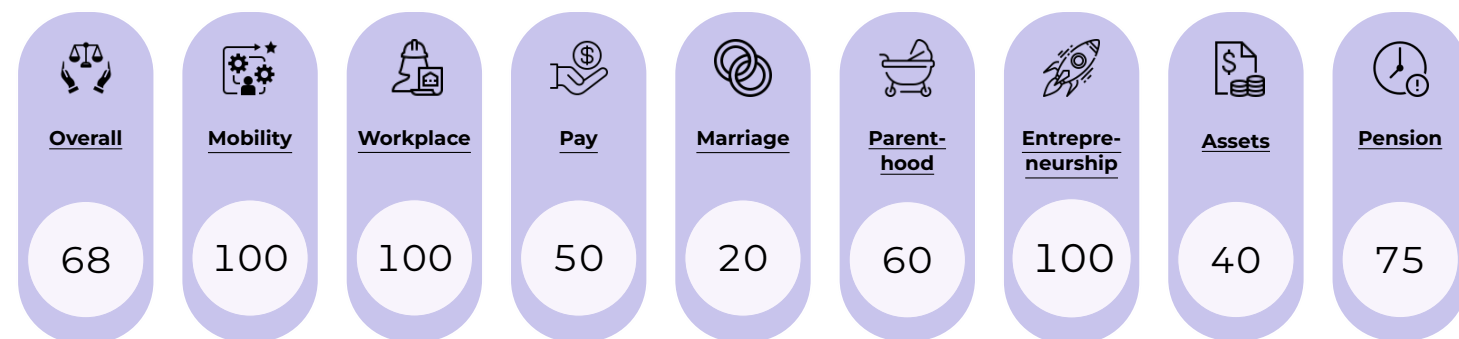 Overall
68
Mobility
100
Workplace
100
Pay
50
Marriage
20
Parent-
hood
60
Entrepre-
neurship
100
$
Assets
40
Pension
75